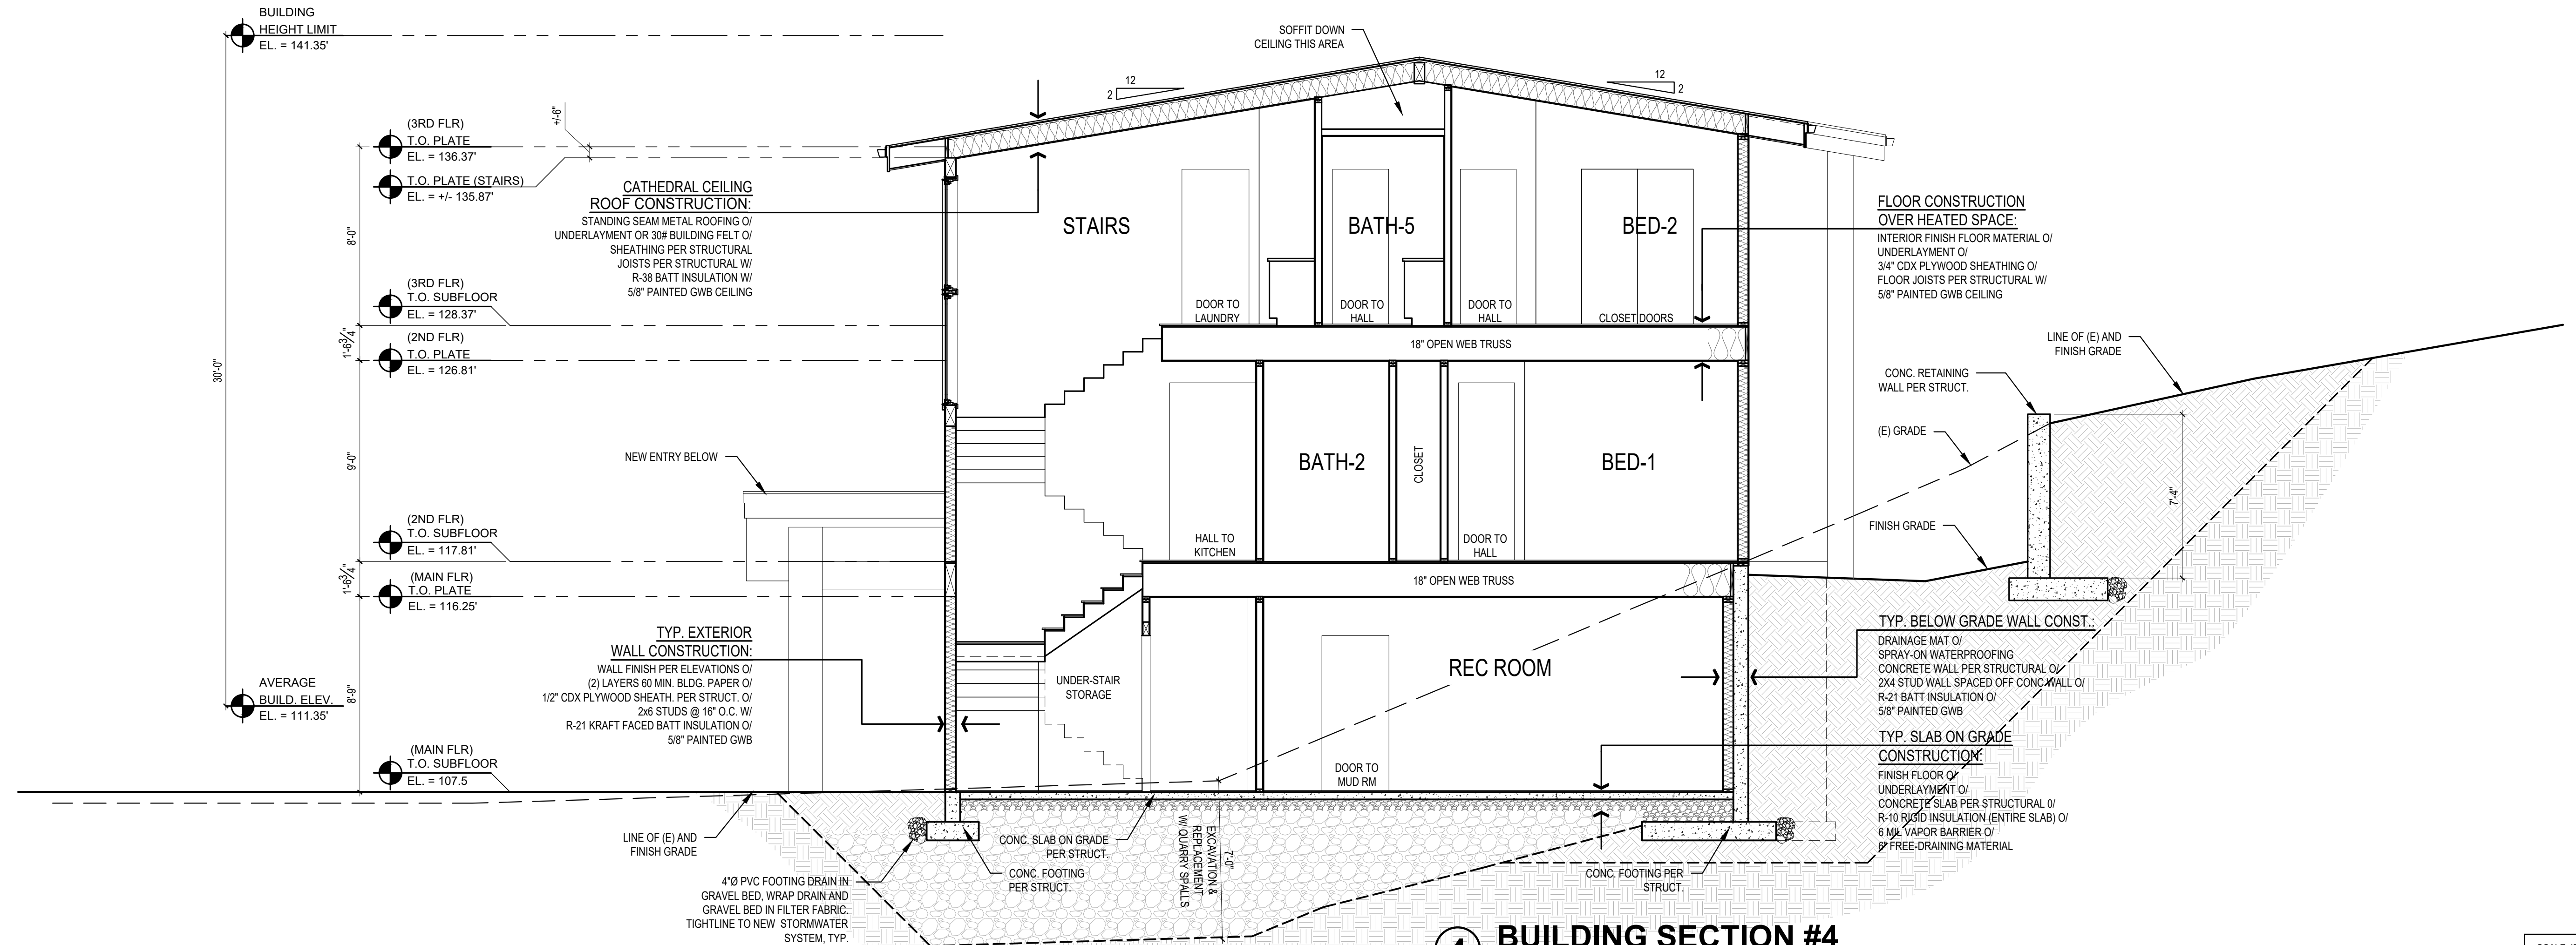 BUILDING
HEIGHT LIMIT
EL. = 141.35'
(3RD FLR)
T.O. PLATE
EL. = 136.37'
T.O. PLATE (STAIRS)
EL. = +/- 135.87'
(3RD FLR)
T.O. SUBFLOOR
EL. = 128.37'
(2ND FLR)
T.O. PLATE
EL. = 126.81'
(2ND FLR)
T.O. SUBFLOOR
EL. = 117.81'
(MAIN FLR)
T.O. PLATE
EL. = 116.25'
AVERAGE
BUILD. ELEV.
EL. = 111.35'
(MAIN FLR)
T.O. SUBFLOOR
EL. = 107.5
30'-0"
8'-0"
1'-6 3/4"
9'-0"
1'-6 3/4"
8'-9"
+/-6"
CATHEDRAL CEILING
ROOF CONSTRUCTION:
STANDING SEAM METAL ROOFING O/
UNDERLAYMENT OR 30# BUILDING FELT O/
SHEATHING PER STRUCTURAL
JOISTS PER STRUCTURAL W/
R-38 BATT INSULATION W/
5/8" PAINTED GWB CEILING
NEW ENTRY BELOW
TYP. EXTERIOR
WALL CONSTRUCTION:
WALL FINISH PER ELEVATIONS O/
(2) LAYERS 60 MIN. BLDG. PAPER O/
1/2" CDX PLYWOOD SHEATH. PER STRUCT. O/
2x6 STUDS @ 16" O.C. W/
R-21 KRAFT FACED BATT INSULATION O/
5/8" PAINTED GWB
LINE OF (E) AND
FINISH GRADE
4"Ø PVC FOOTING DRAIN IN
GRAVEL BED, WRAP DRAIN AND
GRAVEL BED IN FILTER FABRIC.
TIGHTLINE TO NEW STORMWATER
SYSTEM, TYP.
SOFFIT DOWN
CEILING THIS AREA
12
2
12
2
STAIRS
BATH-5
BED-2
DOOR TO
LAUNDRY
DOOR TO
HALL
DOOR TO
HALL
CLOSET DOORS
18" OPEN WEB TRUSS
BATH-2
CLOSET
BED-1
HALL TO
KITCHEN
DOOR TO
HALL
18" OPEN WEB TRUSS
UNDER-STAIR
STORAGE
REC ROOM
DOOR TO
MUD RM
CONC. SLAB ON GRADE
PER STRUCT.
CONC. FOOTING
PER STRUCT.
EXCAVATION &
REPLACEMENT
W/ QUARRY SPALLS
7'-0"
CONC. FOOTING PER
STRUCT.
FLOOR CONSTRUCTION
OVER HEATED SPACE:
INTERIOR FINISH FLOOR MATERIAL O/
UNDERLAYMENT O/
3/4" CDX PLYWOOD SHEATHING O/
FLOOR JOISTS PER STRUCTURAL W/
5/8" PAINTED GWB CEILING
LINE OF (E) AND
FINISH GRADE
CONC. RETAINING
WALL PER STRUCT.
(E) GRADE
7'-4"
FINISH GRADE
TYP. BELOW GRADE WALL CONST.:
DRAINAGE MAT O/
SPRAY-ON WATERPROOFING
CONCRETE WALL PER STRUCTURAL O/
2X4 STUD WALL SPACED OFF CONC WALL O/
R-21 BATT INSULATION O/
5/8" PAINTED GWB
TYP. SLAB ON GRADE
CONSTRUCTION:
FINISH FLOOR O/
UNDERLAYMENT O/
CONCRETE SLAB PER STRUCTURAL 0/
R-10 RIGID INSULATION (ENTIRE SLAB) O/
6 MIL VAPOR BARRIER O/
6" FREE-DRAINING MATERIAL
4 BUILDING SECTION #4